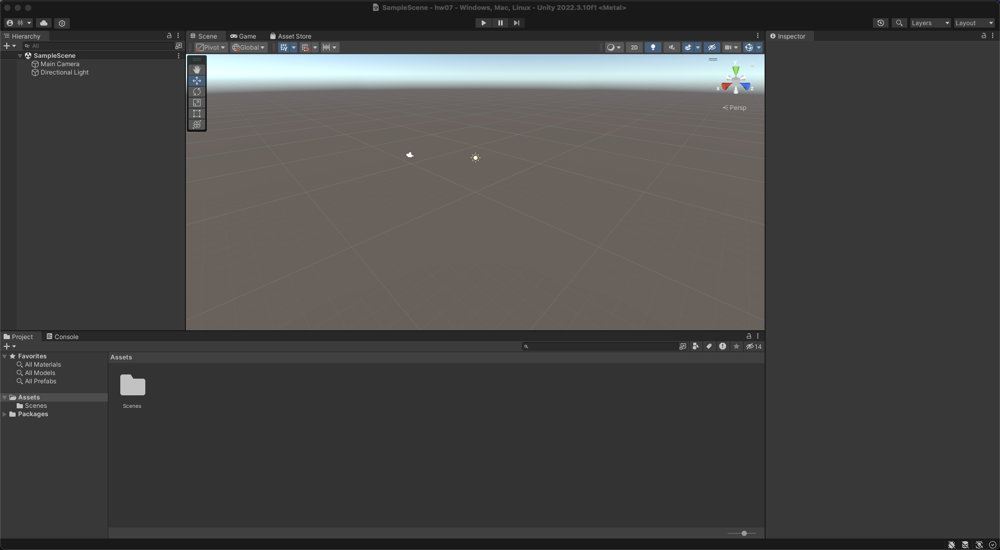 SampleScene - hw07 - Windows, Mac, Linux - Unity 2022.3.10f1 <Metal>
林
Layers
Layout
Hierarchy
All
SampleScene
Main Camera
Directional Light
Scene
Game
Asset Store
Pivot
Global
2D
y
x
z
Persp
Inspector
Project
Console
14
Favorites
All Materials
All Models
All Prefabs
Assets
Scenes
Packages
Assets
Scenes